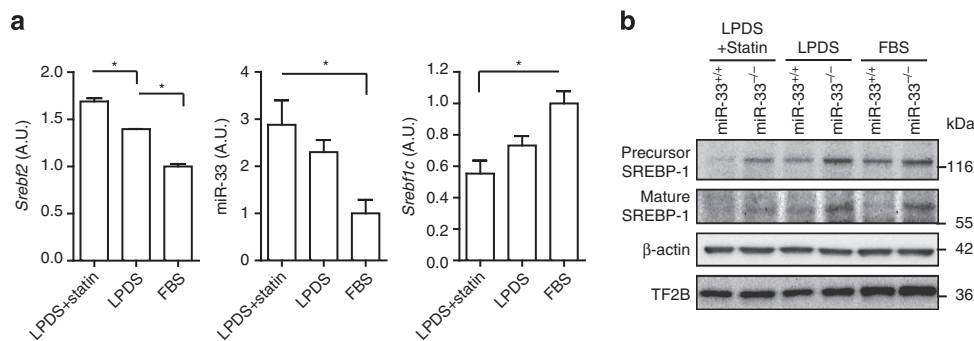 a
Srebf2 (A.U.)
2.0
1.5
1.0
0.5
0.0
*
*
LPDS+statin
LPDS
FBS
miR-33 (A.U.)
4
3
2
1
0
*
LPDS+statin
LPDS
FBS
Srebf1c (A.U.)
1.2
1.0
0.8
0.6
0.4
0.2
0.0
*
LPDS+statin
LPDS
FBS
b
LPDS
+Statin
LPDS
FBS
miR-33+/+
miR-33−/−
miR-33+/+
miR-33−/−
miR-33+/+
miR-33−/−
kDa
Precursor
SREBP-1
116
Mature
SREBP-1
55
β-actin
42
TF2B
36